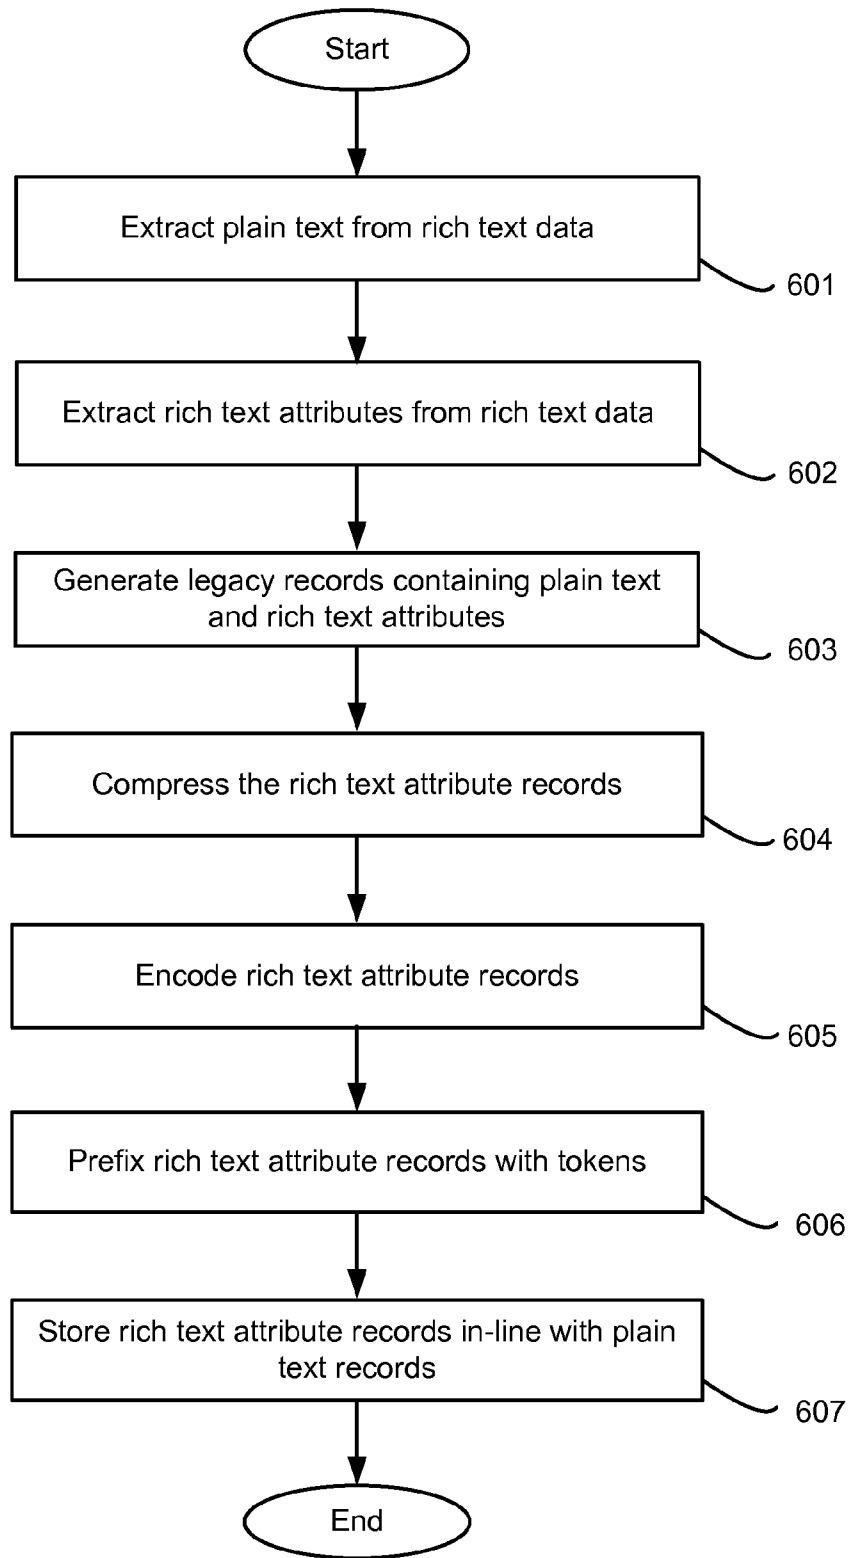 Start
Extract plain text from rich text data
601
Extract rich text attributes from rich text data
602
Generate legacy records containing plain text
and rich text attributes
603
Compress the rich text attribute records
604
Encode rich text attribute records
605
Prefix rich text attribute records with tokens
606
Store rich text attribute records in-line with plain
text records
607
End